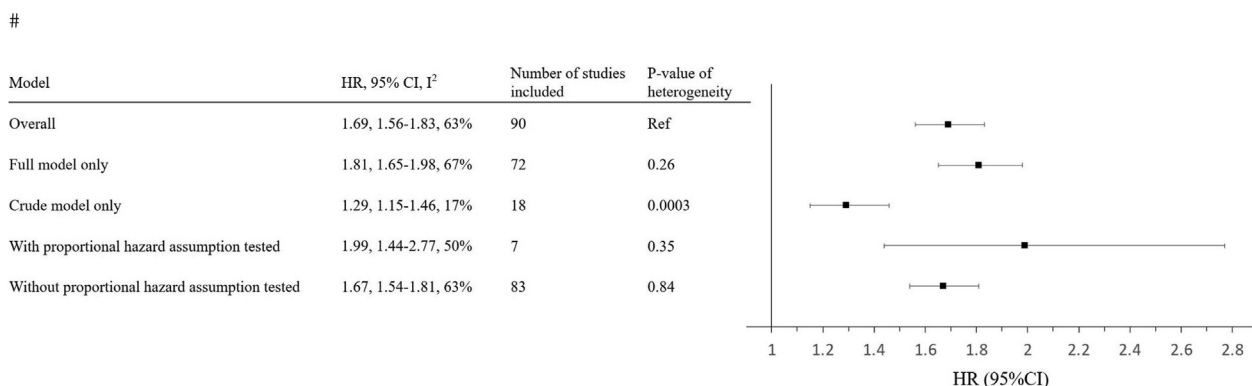 #
Model HR, 95% CI, I² Number of studies included P-value of heterogeneity
Overall 1.69, 1.56-1.83, 63% 90 Ref
Full model only 1.81, 1.65-1.98, 67% 72 0.26
Crude model only 1.29, 1.15-1.46, 17% 18 0.0003
With proportional hazard assumption tested 1.99, 1.44-2.77, 50% 7 0.35
Without proportional hazard assumption tested 1.67, 1.54-1.81, 63% 83 0.84
1 1.2 1.4 1.6 1.8 2 2.2 2.4 2.6 2.8
HR (95%CI)